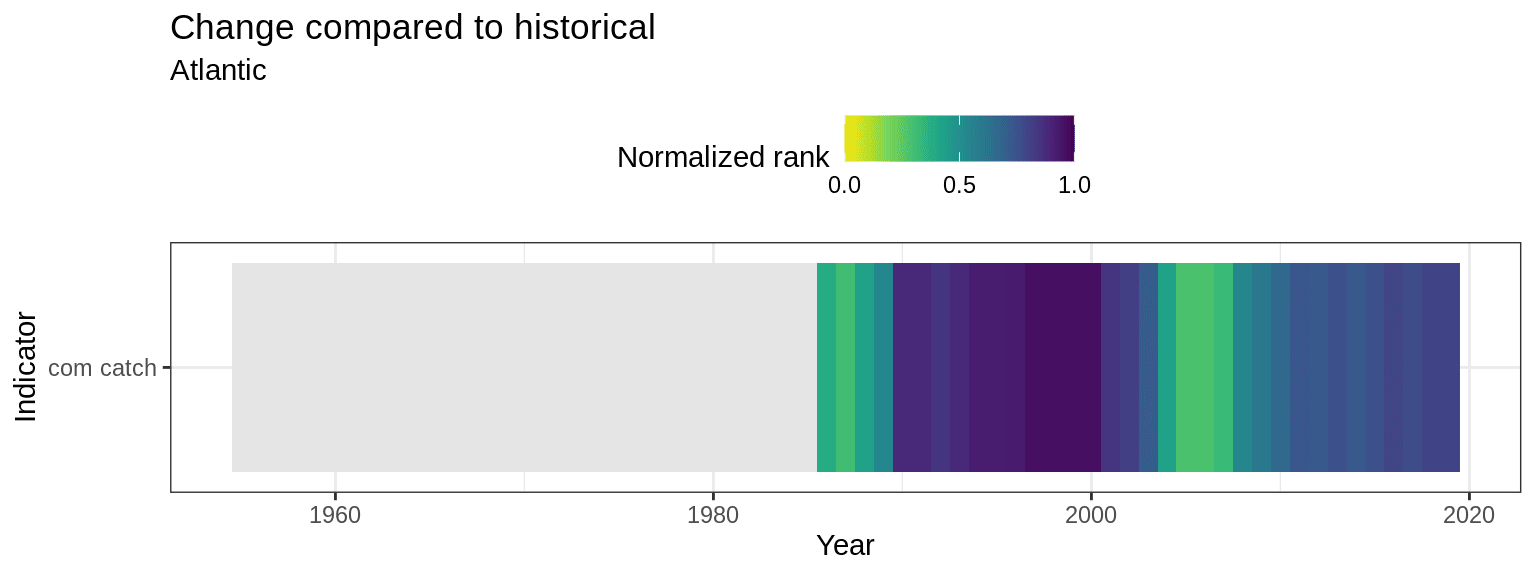 Change compared to historical
Atlantic
Normalized rank
0.0 0.5 1.0
Indicator
com catch
1960 1980 2000 2020
Year